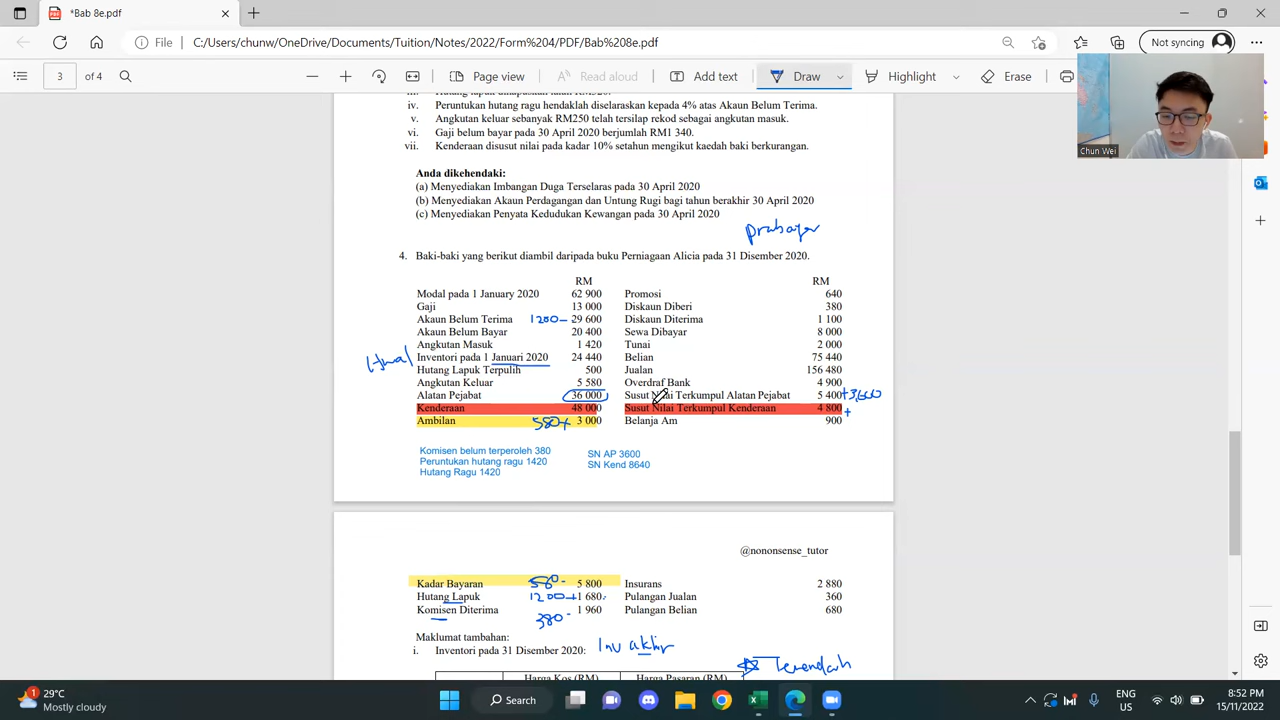 *Bab 8e.pdf
File C:/Users/chunw/OneDrive/Documents/Tuition/Notes/2022/Form%204/PDF/Bab%208e.pdf
Not syncing
3 of 4
Page view
Read aloud
Add text
Draw
Highlight
Erase
Chun Wei
iv. Peruntukan hutang ragu hendaklah diselaraskan kepada 4% atas Akaun Belum Terima.
v. Angkutan keluar sebanyak RM250 telah tersilap rekod sebagai angkutan masuk.
vi. Gaji belum bayar pada 30 April 2020 berjumlah RM1 340.
vii. Kenderaan disusut nilai pada kadar 10% setahun mengikut kaedah baki berkurangan.
Anda dikehendaki:
(a) Menyediakan Imbangan Duga Terselaras pada 30 April 2020
(b) Menyediakan Akaun Perdagangan dan Untung Rugi bagi tahun berakhir 30 April 2020
(c) Menyediakan Penyata Kedudukan Kewangan pada 30 April 2020
prabayar
4. Baki-baki yang berikut diambil daripada buku Perniagaan Alicia pada 31 Disember 2020.
RM RM
Modal pada 1 January 2020 62 900 Promosi 640
Gaji 13 000 Diskaun Diberi 380
Akaun Belum Terima 1200- 29 600 Diskaun Diterima 1 100
Akaun Belum Bayar 20 400 Sewa Dibayar 8 000
Angkutan Masuk 1 420 Tunai 2 000
Inventori pada 1 Januari 2020 24 440 Belian 75 440
Hutang Lapuk Terpulih 500 Jualan 156 480
Angkutan Keluar 5 580 Overdraf Bank 4 900
Alatan Pejabat 36 000 Susut Nilai Terkumpul Alatan Pejabat 5 400 +3,600
Kenderaan 48 000 Susut Nilai Terkumpul Kenderaan 4 800 +
Ambilan 580+ 3 000 Belanja Am 900
Komisen belum terperoleh 380
Peruntukan hutang ragu 1420
Hutang Ragu 1420
SN AP 3600
SN Kend 8640
@nononsense_tutor
Kadar Bayaran 580- 5 800 Insurans 2 880
Hutang Lapuk 1200+ 1 680 Pulangan Jualan 360
Komisen Diterima 380- 1 960 Pulangan Belian 680
Maklumat tambahan:
i. Inventori pada 31 Disember 2020: Inv akhir
Terendah
Harga Kos (RM) Harga Pasaran (RM)
1
29°C
Mostly cloudy
Search
ENG
US
8:52 PM
15/11/2022